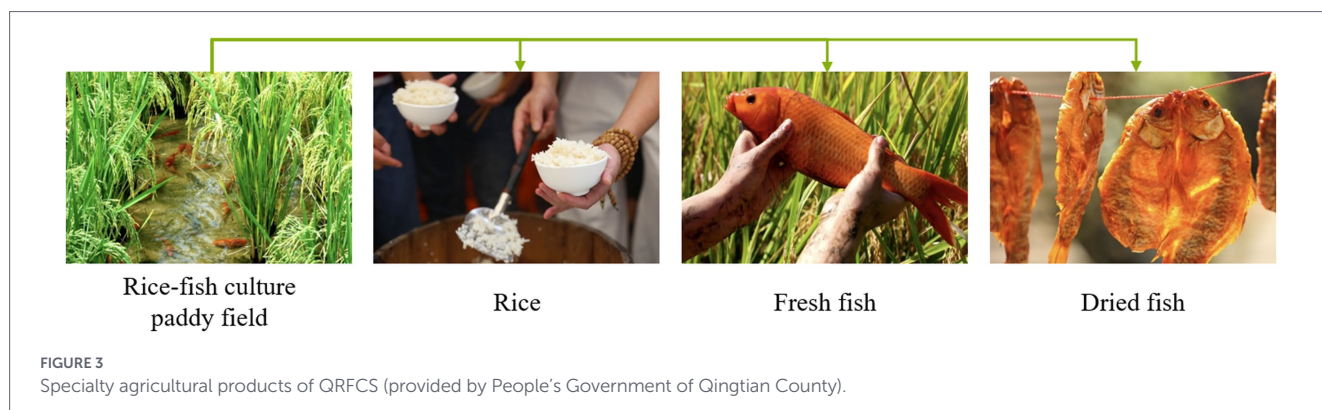 Rice-fish culture
paddy field
Rice
Fresh fish
Dried fish
FIGURE 3
Specialty agricultural products of QRFCS (provided by People's Government of Qingtian County).